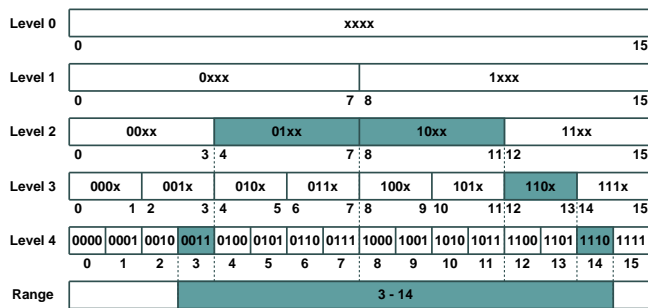 Level 0 xxxx
0 15
Level 1 0xxx 1xxx
0 7 8 15
Level 2 00xx 01xx 10xx 11xx
0 3 4 7 8 11 12 15
Level 3 000x 001x 010x 011x 100x 101x 110x 111x
0 1 2 3 4 5 6 7 8 9 10 11 12 13 14 15
Level 4 0000 0001 0010 0011 0100 0101 0110 0111 1000 1001 1010 1011 1100 1101 1110 1111
0 1 2 3 4 5 6 7 8 9 10 11 12 13 14 15
Range 3 - 14